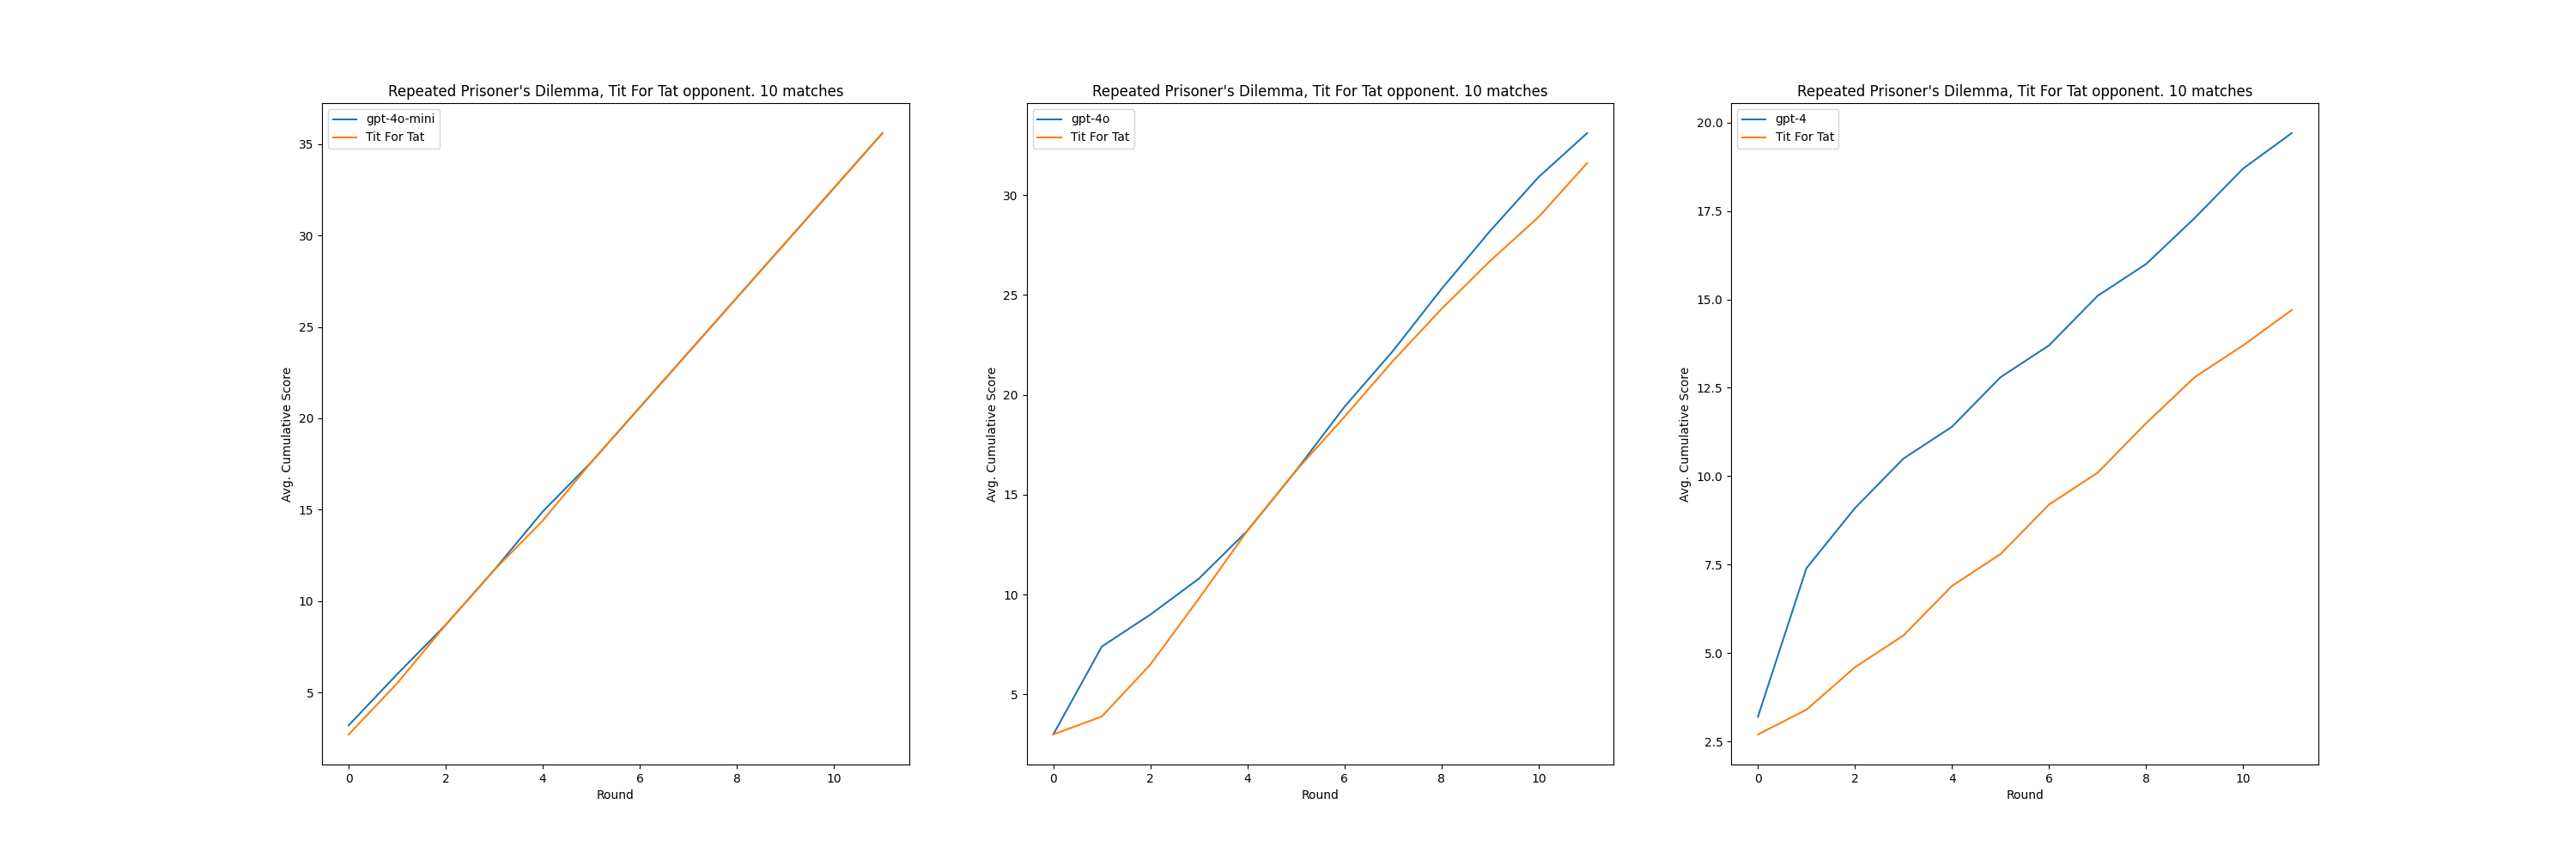 Repeated Prisoner's Dilemma, Tit For Tat opponent. 10 matches
gpt-4o-mini
Tit For Tat
35
30
25
20
15
10
5
Avg. Cumulative Score
0 2 4 6 8 10
Round
Repeated Prisoner's Dilemma, Tit For Tat opponent. 10 matches
gpt-4o
Tit For Tat
30
25
20
15
10
5
Avg. Cumulative Score
0 2 4 6 8 10
Round
Repeated Prisoner's Dilemma, Tit For Tat opponent. 10 matches
gpt-4
Tit For Tat
20.0
17.5
15.0
12.5
10.0
7.5
5.0
2.5
Avg. Cumulative Score
0 2 4 6 8 10
Round